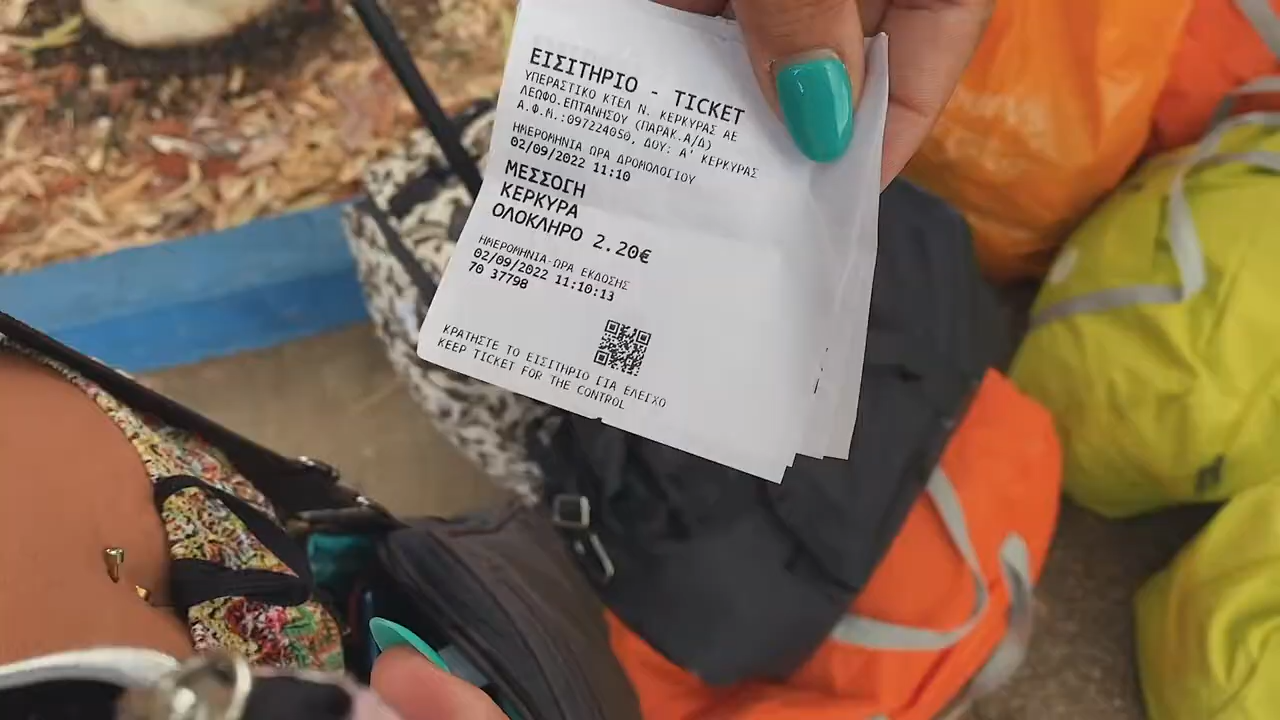 ΕΙΣΙΤΗΡΙΟ - TICKET
ΥΠΕΡΑΣΤΙΚΟ ΚΤΕΛ Ν. ΚΕΡΚΥΡΑΣ ΑΕ
ΛΕΩΦΟ.ΕΠΤΑΝΗΣΟΥ (ΠΑΡΑΚ.Α/Δ)
Α.Φ.Μ.:097224050, ΔΟΥ: Α' ΚΕΡΚΥΡΑΣ
ΗΜΕΡΟΜΗΝΙΑ ΩΡΑ ΔΡΟΜΟΛΟΓΙΟΥ
02/09/2022 11:10
ΜΕΣΣΟΓΗ
ΚΕΡΚΥΡΑ
ΟΛΟΚΛΗΡΟ 2.20€
ΗΜΕΡΟΜΗΝΙΑ-ΩΡΑ ΕΚΔΟΣΗΣ
02/09/2022 11:10:13
70 37798
ΚΡΑΤΗΣΤΕ ΤΟ ΕΙΣΙΤΗΡΙΟ ΓΙΑ ΕΛΕΓΧΟ
KEEP TICKET FOR THE CONTROL